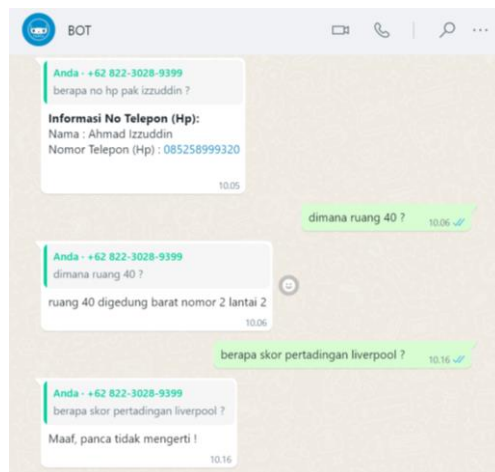 BOT
Anda - +62 822-3028-9399
berapa no hp pak izzuddin ?
Informasi No Telepon (Hp):
Nama : Ahmad Izzuddin
Nomor Telepon (Hp) : 085258999320
10.05
dimana ruang 40 ?
10.06
Anda - +62 822-3028-9399
dimana ruang 40 ?
ruang 40 digedung barat nomor 2 lantai 2
10.06
berapa skor pertadingan liverpool ?
10.16
Anda - +62 822-3028-9399
berapa skor pertadingan liverpool ?
Maaf, panca tidak mengerti !
10.16